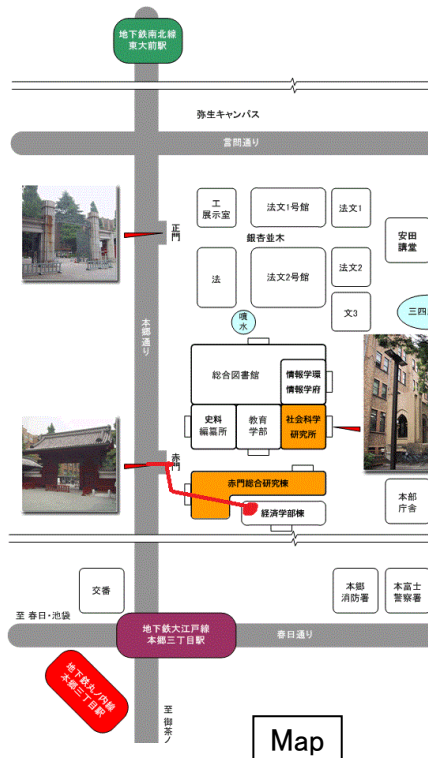 地下鉄南北線
東大前駅
弥生キャンパス
言問通り
工
展示室
法文1号館
法文1
正門
銀杏並木
安田
講堂
法
法文2号館
法文2
文3
噴水
三四
本郷通り
総合図書館
情報学環
情報学府
史料
編纂所
教育
学部
社会科学
研究所
赤門
赤門総合研究棟
経済学部棟
本部
庁舎
交番
本郷
消防署
本富士
警察署
至 春日・池袋
地下鉄大江戸線
本郷三丁目駅
春日通り
地下鉄丸ノ内線
本郷三丁目駅
至 御茶ノ
Map